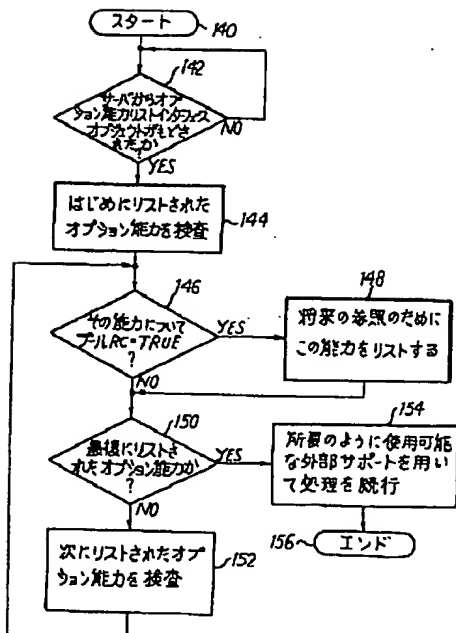 スタート
140
142
サーバからオプ
ション能力リストインタフェス
オブジェクトがもどさ
れたか
?
NO
YES
はじめにリストされた
オプション能力を検査
144
146
その能力について
ブールRC=TRUE
?
YES
NO
148
将来の参照のために
この能力をリストする
150
最後にリストさ
れたオプション能力か
?
YES
NO
154
所要のように使用可能
な外部サポートを用い
て処理を続行
156
エンド
次にリストされたオプ
ション能力を検査
152